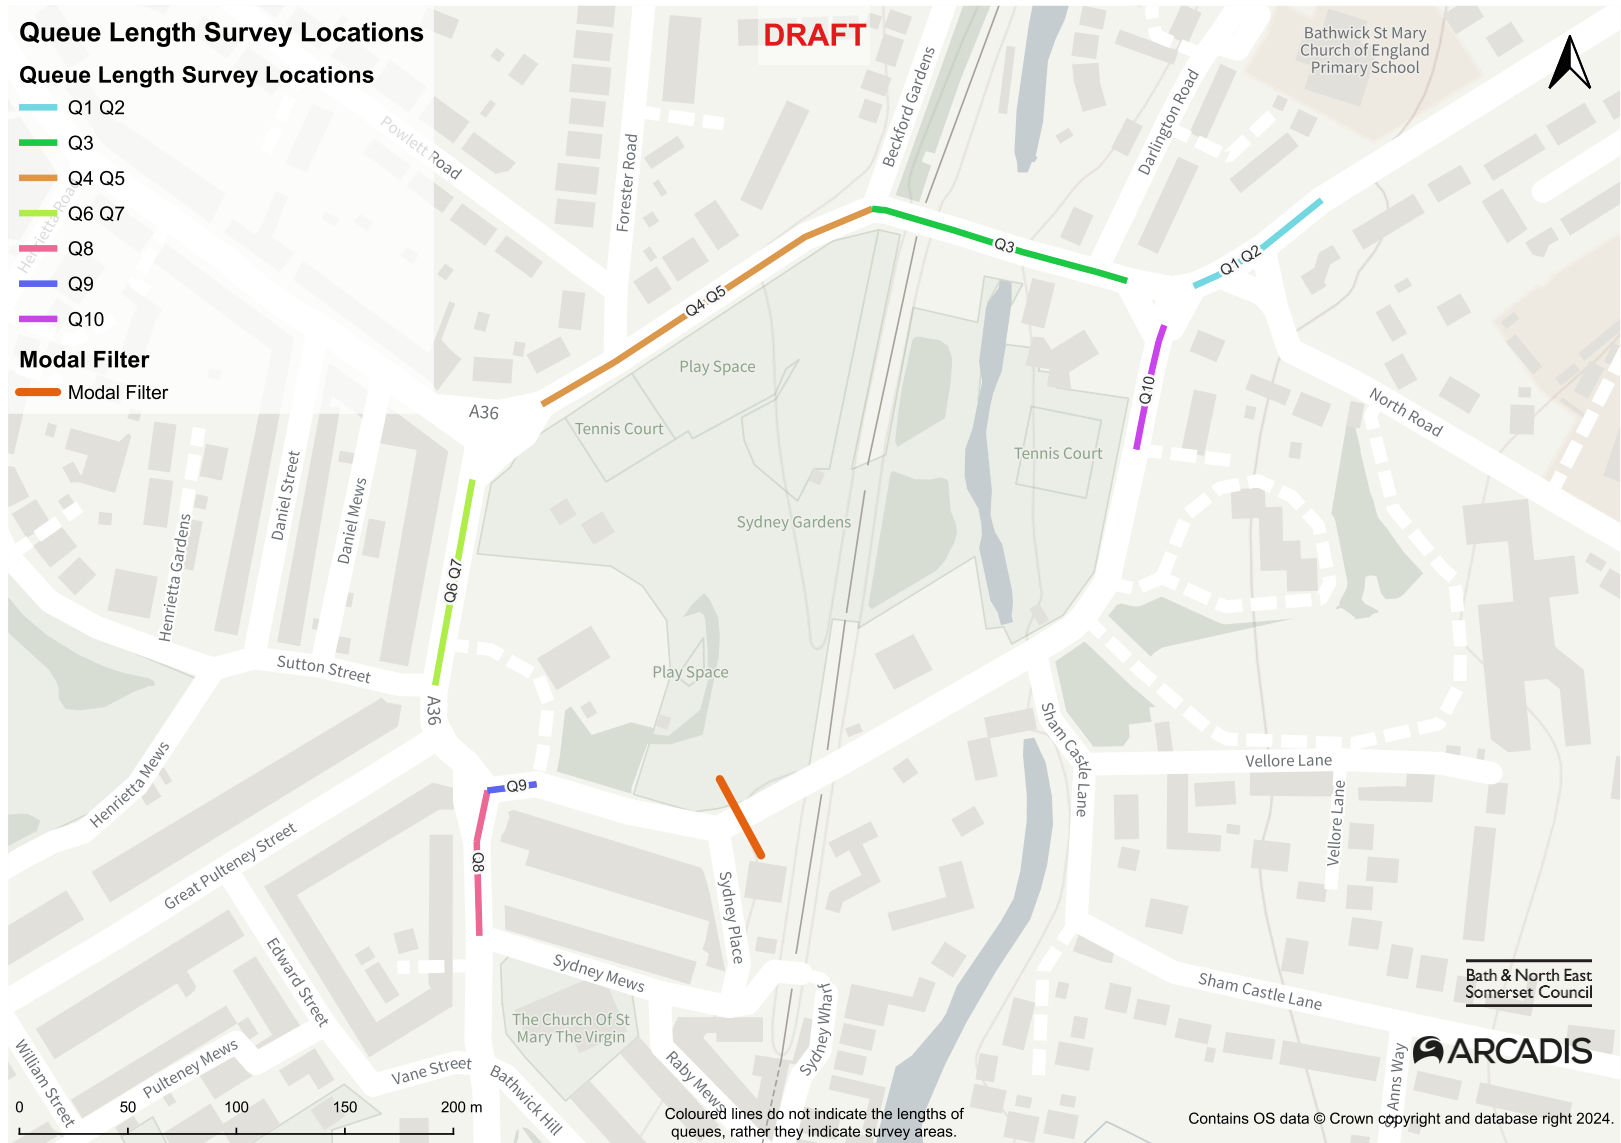 Queue Length Survey Locations
DRAFT
Queue Length Survey Locations
Q1 Q2
Q3
Q4 Q5
Q6 Q7
Q8
Q9
Q10
Modal Filter
Modal Filter
Bathwick St Mary
Church of England
Primary School
Powlett Road
Henrietta Road
Forester Road
Beckford Gardens
Darlington Road
Q3
Q1 Q2
Q4 Q5
Q10
Play Space
A36
Tennis Court
Tennis Court
North Road
Sydney Gardens
Daniel Street
Daniel Mews
Henrietta Gardens
Q6 Q7
Sutton Street
Play Space
A36
Sham Castle Lane
Vellore Lane
Vellore Lane
Henrietta Mews
Q9
Q8
Great Pulteney Street
Sydney Place
Edward Street
Sydney Mews
Sham Castle Lane
Bath & North East
Somerset Council
The Church Of St
Mary The Virgin
Sydney Wharf
ARCADIS
William Street
Pulteney Mews
Vane Street
Bathwick Hill
Raby Mews
St Anns Way
0 50 100 150 200 m
Coloured lines do not indicate the lengths of
queues, rather they indicate survey areas.
Contains OS data © Crown copyright and database right 2024.